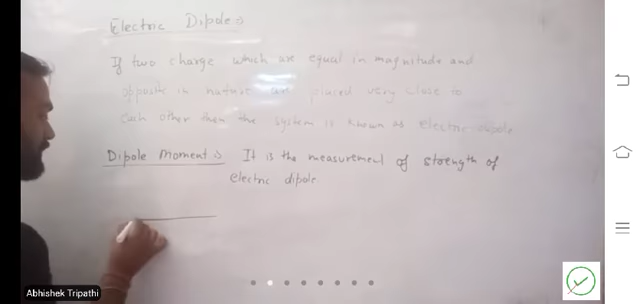 Electric Dipole:
If two charge which are equal in magnitude and
opposite in nature are placed very close to
each other then the system is known as electric dipole
Dipole Moment: It is the measurement of strength of
electric dipole
Abhishek Tripathi